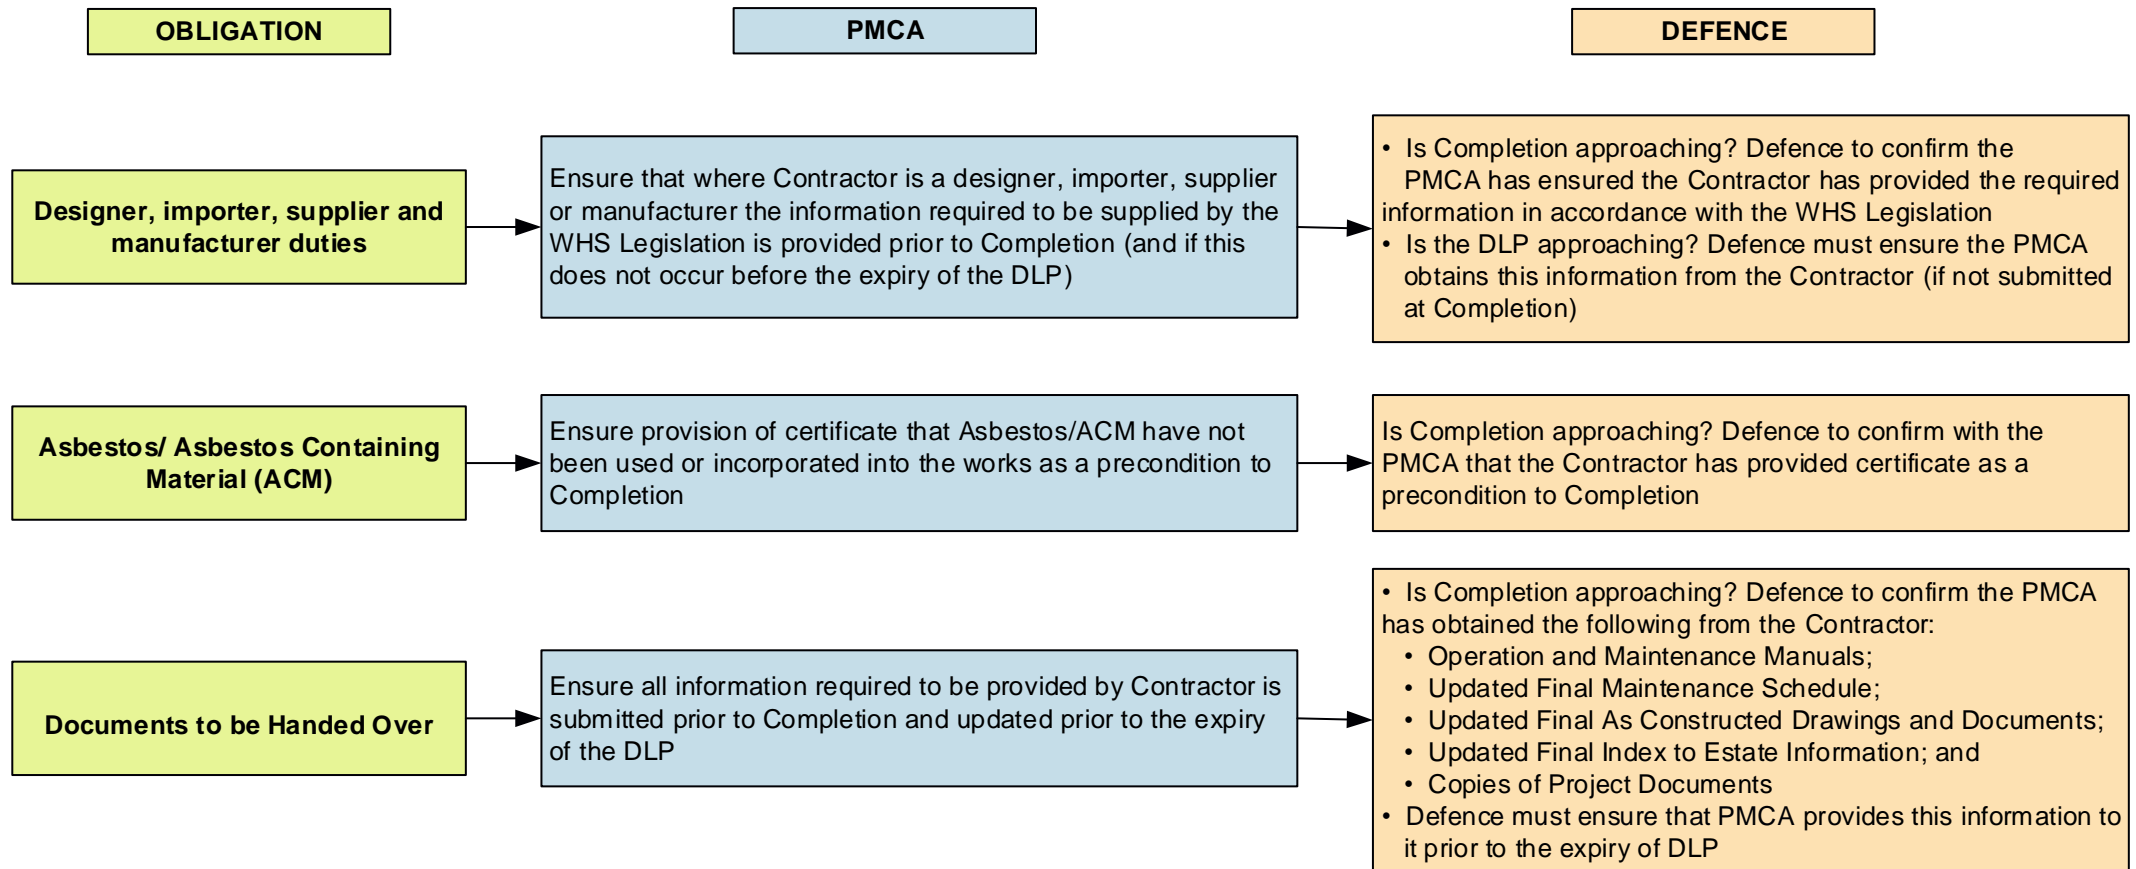 OBLIGATION
PMCA
DEFENCE
Designer, importer, supplier and
manufacturer duties
Ensure that where Contractor is a designer, importer, supplier
or manufacturer the information required to be supplied by the
WHS Legislation is provided prior to Completion (and if this
does not occur before the expiry of the DLP)
• Is Completion approaching? Defence to confirm the
PMCA has ensured the Contractor has provided the required
information in accordance with the WHS Legislation
• Is the DLP approaching? Defence must ensure the PMCA
obtains this information from the Contractor (if not submitted
at Completion)
Asbestos/ Asbestos Containing
Material (ACM)
Ensure provision of certificate that Asbestos/ACM have not
been used or incorporated into the works as a precondition to
Completion
Is Completion approaching? Defence to confirm with the
PMCA that the Contractor has provided certificate as a
precondition to Completion
Documents to be Handed Over
Ensure all information required to be provided by Contractor is
submitted prior to Completion and updated prior to the expiry
of the DLP
• Is Completion approaching? Defence to confirm the PMCA
has obtained the following from the Contractor:
• Operation and Maintenance Manuals;
• Updated Final Maintenance Schedule;
• Updated Final As Constructed Drawings and Documents;
• Updated Final Index to Estate Information; and
• Copies of Project Documents
• Defence must ensure that PMCA provides this information to
it prior to the expiry of DLP